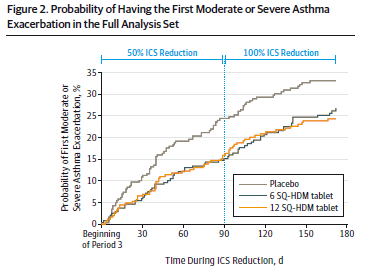 Figure 2. Probability of Having the First Moderate or Severe Asthma
Exacerbation in the Full Analysis Set
50% ICS Reduction
100% ICS Reduction
Probability of First Moderate or
Severe Asthma Exacerbation, %
35
30
25
20
15
10
5
0
Placebo
6 SQ-HDM tablet
12 SQ-HDM tablet
Beginning
of Period 3
30
60
90
120
150
180
Time During ICS Reduction, d